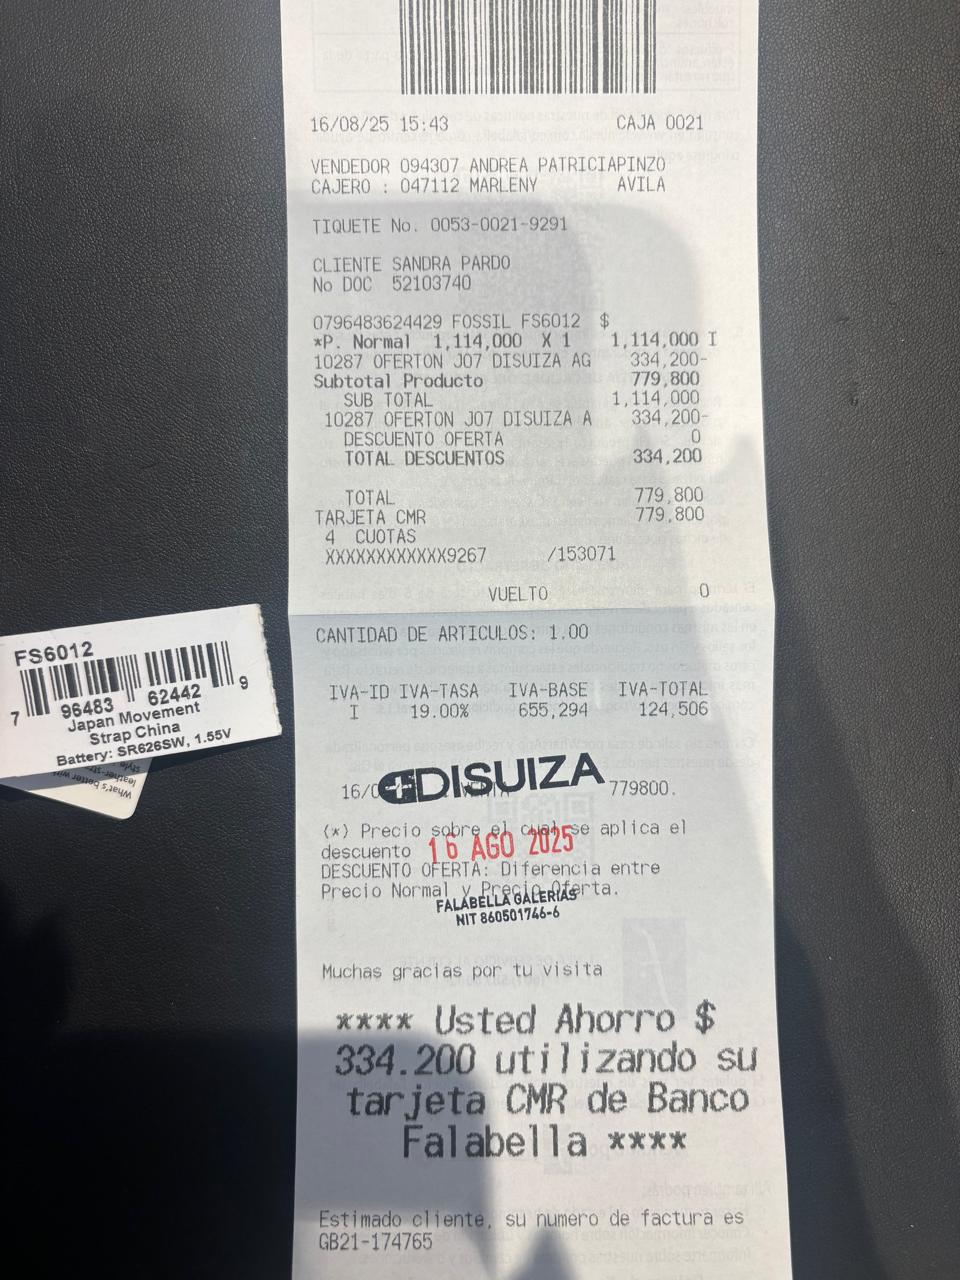 16/08/25 15:43 CAJA 0021
VENDEDOR 094307 ANDREA PATRICIAPINZO
CAJERO : 047112 MARLENY AVILA
TIQUETE No. 0053-0021-9291
CLIENTE SANDRA PARDO
No DOC 52103740
0796483624429 FOSSIL FS6012 $
*P. Normal 1,114,000 X 1 1,114,000 I
10287 OFERTON J07 DISUIZA AG 334,200-
Subtotal Producto 779,800
SUB TOTAL 1,114,000
10287 OFERTON J07 DISUIZA A 334,200-
DESCUENTO OFERTA 0
TOTAL DESCUENTOS 334,200
TOTAL 779,800
TARJETA CMR 779,800
4 CUOTAS
XXXXXXXXXXXX9267 /153071
VUELTO 0
CANTIDAD DE ARTICULOS: 1.00
IVA-ID IVA-TASA IVA-BASE IVA-TOTAL
I 19.00% 655,294 124,506
DISUIZA
16/0 779800.
(*) Precio sobre el cual se aplica el
descuento
16 AGO 2025
DESCUENTO OFERTA: Diferencia entre
Precio Normal y Precio Oferta.
FALABELLA GALERIAS
NIT 860501746-6
Muchas gracias por tu visita
**** Usted Ahorro $
334.200 utilizando su
tarjeta CMR de Banco
Falabella ****
Estimado cliente, su numero de factura es
GB21-174765
FS6012
7 96483 62442 9
Japan Movement
Strap China
Battery: SR626SW, 1.55V
What's better wit
leather-str
style